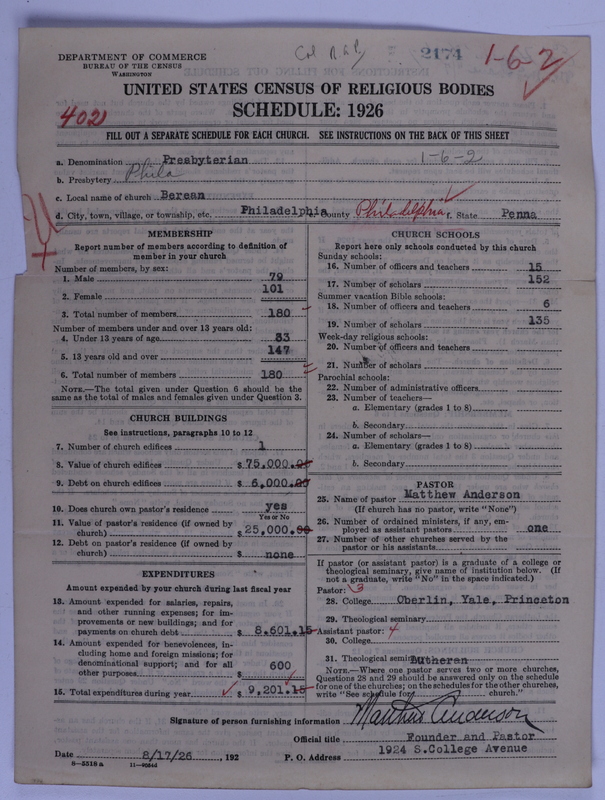 DEPARTMENT OF COMMERCE
BUREAU OF THE CENSUS
WASHINGTON
2174
1-6-2
UNITED STATES CENSUS OF RELIGIOUS BODIES
SCHEDULE: 1926
402
FILL OUT A SEPARATE SCHEDULE FOR EACH CHURCH. SEE INSTRUCTIONS ON THE BACK OF THIS SHEET
a. Denomination Presbyterian 1-6-2
b. Presbytery Phila
c. Local name of church Berean
d. City, town, village, or township, etc. Philadelphia County Philadelphia f. State Penna
MEMBERSHIP
Report number of members according to definition of member in your church
Number of members, by sex:
1. Male 79
2. Female 101
3. Total number of members 180
Number of members under and over 13 years old:
4. Under 13 years of age 33
5. 13 years old and over 147
6. Total number of members 180
NOTE.—The total given under Question 6 should be the same as the total of males and females given under Question 3.
CHURCH BUILDINGS
See instructions, paragraphs 10 to 12
7. Number of church edifices 1
8. Value of church edifices $ 75,000.00
9. Debt on church edifices $ 6,000.00
10. Does church own pastor's residence yes
Yes or No
11. Value of pastor's residence (if owned by church) $ 25,000.00
12. Debt on pastor's residence (if owned by church) $ none
EXPENDITURES
Amount expended by your church during last fiscal year
13. Amount expended for salaries, repairs, and other running expenses; for improvements or new buildings; and for payments on church debt $ 8.601.15
14. Amount expended for benevolences, including home and foreign missions; for denominational support; and for all other purposes $ 600
15. Total expenditures during year $ 9,201.15
CHURCH SCHOOLS
Report here only schools conducted by this church
Sunday schools:
16. Number of officers and teachers 15
17. Number of scholars 152
Summer vacation Bible schools:
18. Number of officers and teachers 6
19. Number of scholars 135
Week-day religious schools:
20. Number of officers and teachers
21. Number of scholars
Parochial schools:
22. Number of administrative officers
23. Number of teachers—
a. Elementary (grades 1 to 8)
b. Secondary
24. Number of scholars—
a. Elementary (grades 1 to 8)
b. Secondary
PASTOR
25. Name of pastor Matthew Anderson
(If church has no pastor, write "None")
26. Number of ordained ministers, if any, employed as assistant pastors one
27. Number of other churches served by the pastor or his assistants
If pastor (or assistant pastor) is a graduate of a college or theological seminary, give name of institution below. (If not a graduate, write "No" in the space indicated.)
Pastor: 3
28. College Oberlin, Yale, Princeton
29. Theological seminary
Assistant pastor: 4
30. College
31. Theological seminary Lutheran
NOTE.—Where one pastor serves two or more churches, Questions 28 and 29 should be answered only on the schedule for one of the churches; on the schedules for the other churches, write "See schedule for church."
Signature of person furnishing information Matthew Anderson
Official title Founder and Pastor
Date 8/17/26, 192 P. O. Address 1924 S.College Avenue
8—5518 a